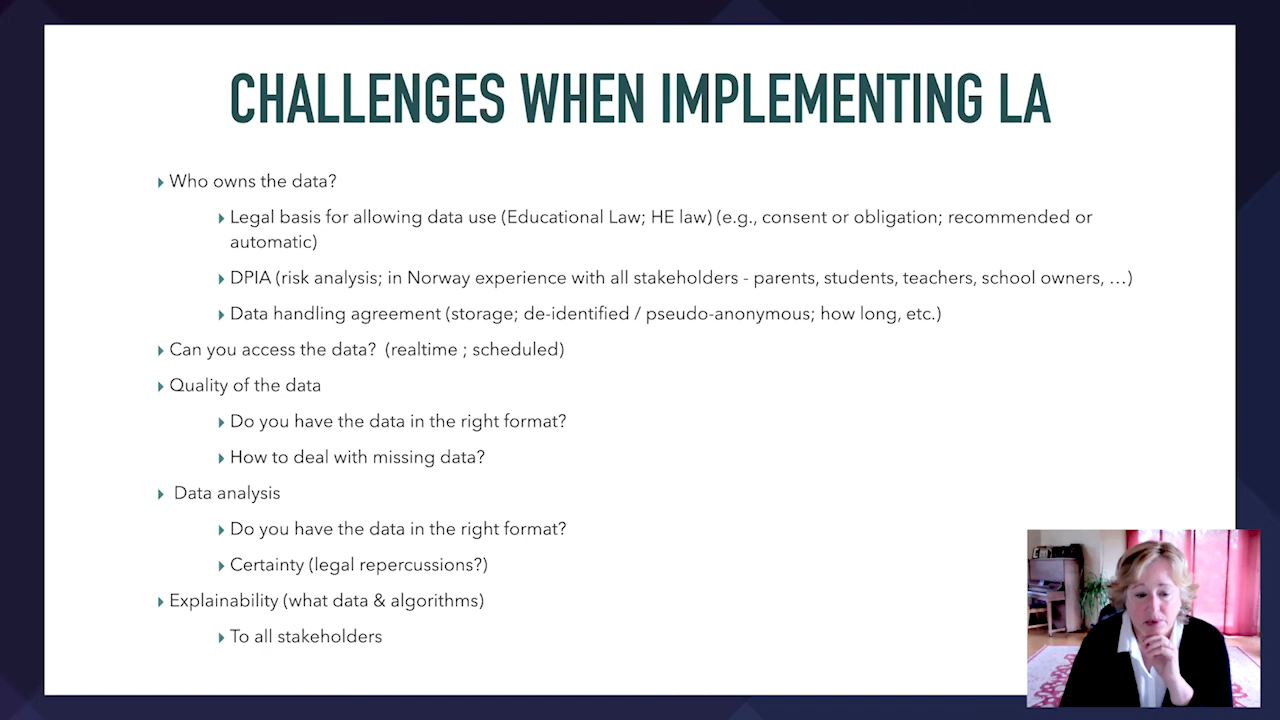 CHALLENGES WHEN IMPLEMENTING LA
Who owns the data?
Legal basis for allowing data use (Educational Law; HE law) (e.g., consent or obligation; recommended or
automatic)
DPIA (risk analysis; in Norway experience with all stakeholders - parents, students, teachers, school owners, …)
Data handling agreement (storage; de-identified / pseudo-anonymous; how long, etc.)
Can you access the data? (realtime ; scheduled)
Quality of the data
Do you have the data in the right format?
How to deal with missing data?
Data analysis
Do you have the data in the right format?
Certainty (legal repercussions?)
Explainability (what data & algorithms)
To all stakeholders